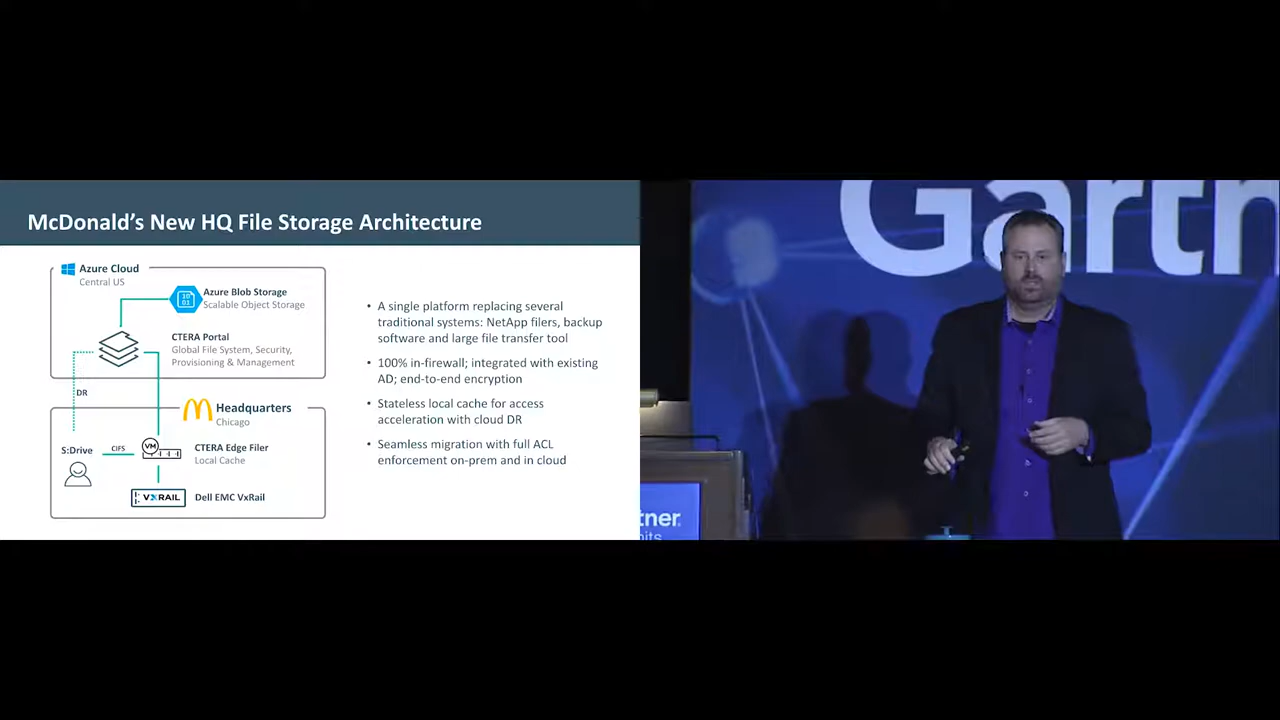 McDonald's New HQ File Storage Architecture
Azure Cloud
Central US
Azure Blob Storage
Scalable Object Storage
10
01
CTERA Portal
Global File System, Security,
Provisioning & Management
DR
Headquarters
Chicago
S:Drive
CIFS
VM
CTERA Edge Filer
Local Cache
VXRAIL
Dell EMC VxRail
• A single platform replacing several
traditional systems: NetApp filers, backup
software and large file transfer tool
• 100% in-firewall; integrated with existing
AD; end-to-end encryption
• Stateless local cache for access
acceleration with cloud DR
• Seamless migration with full ACL
enforcement on-prem and in cloud
Gartn
tner
its